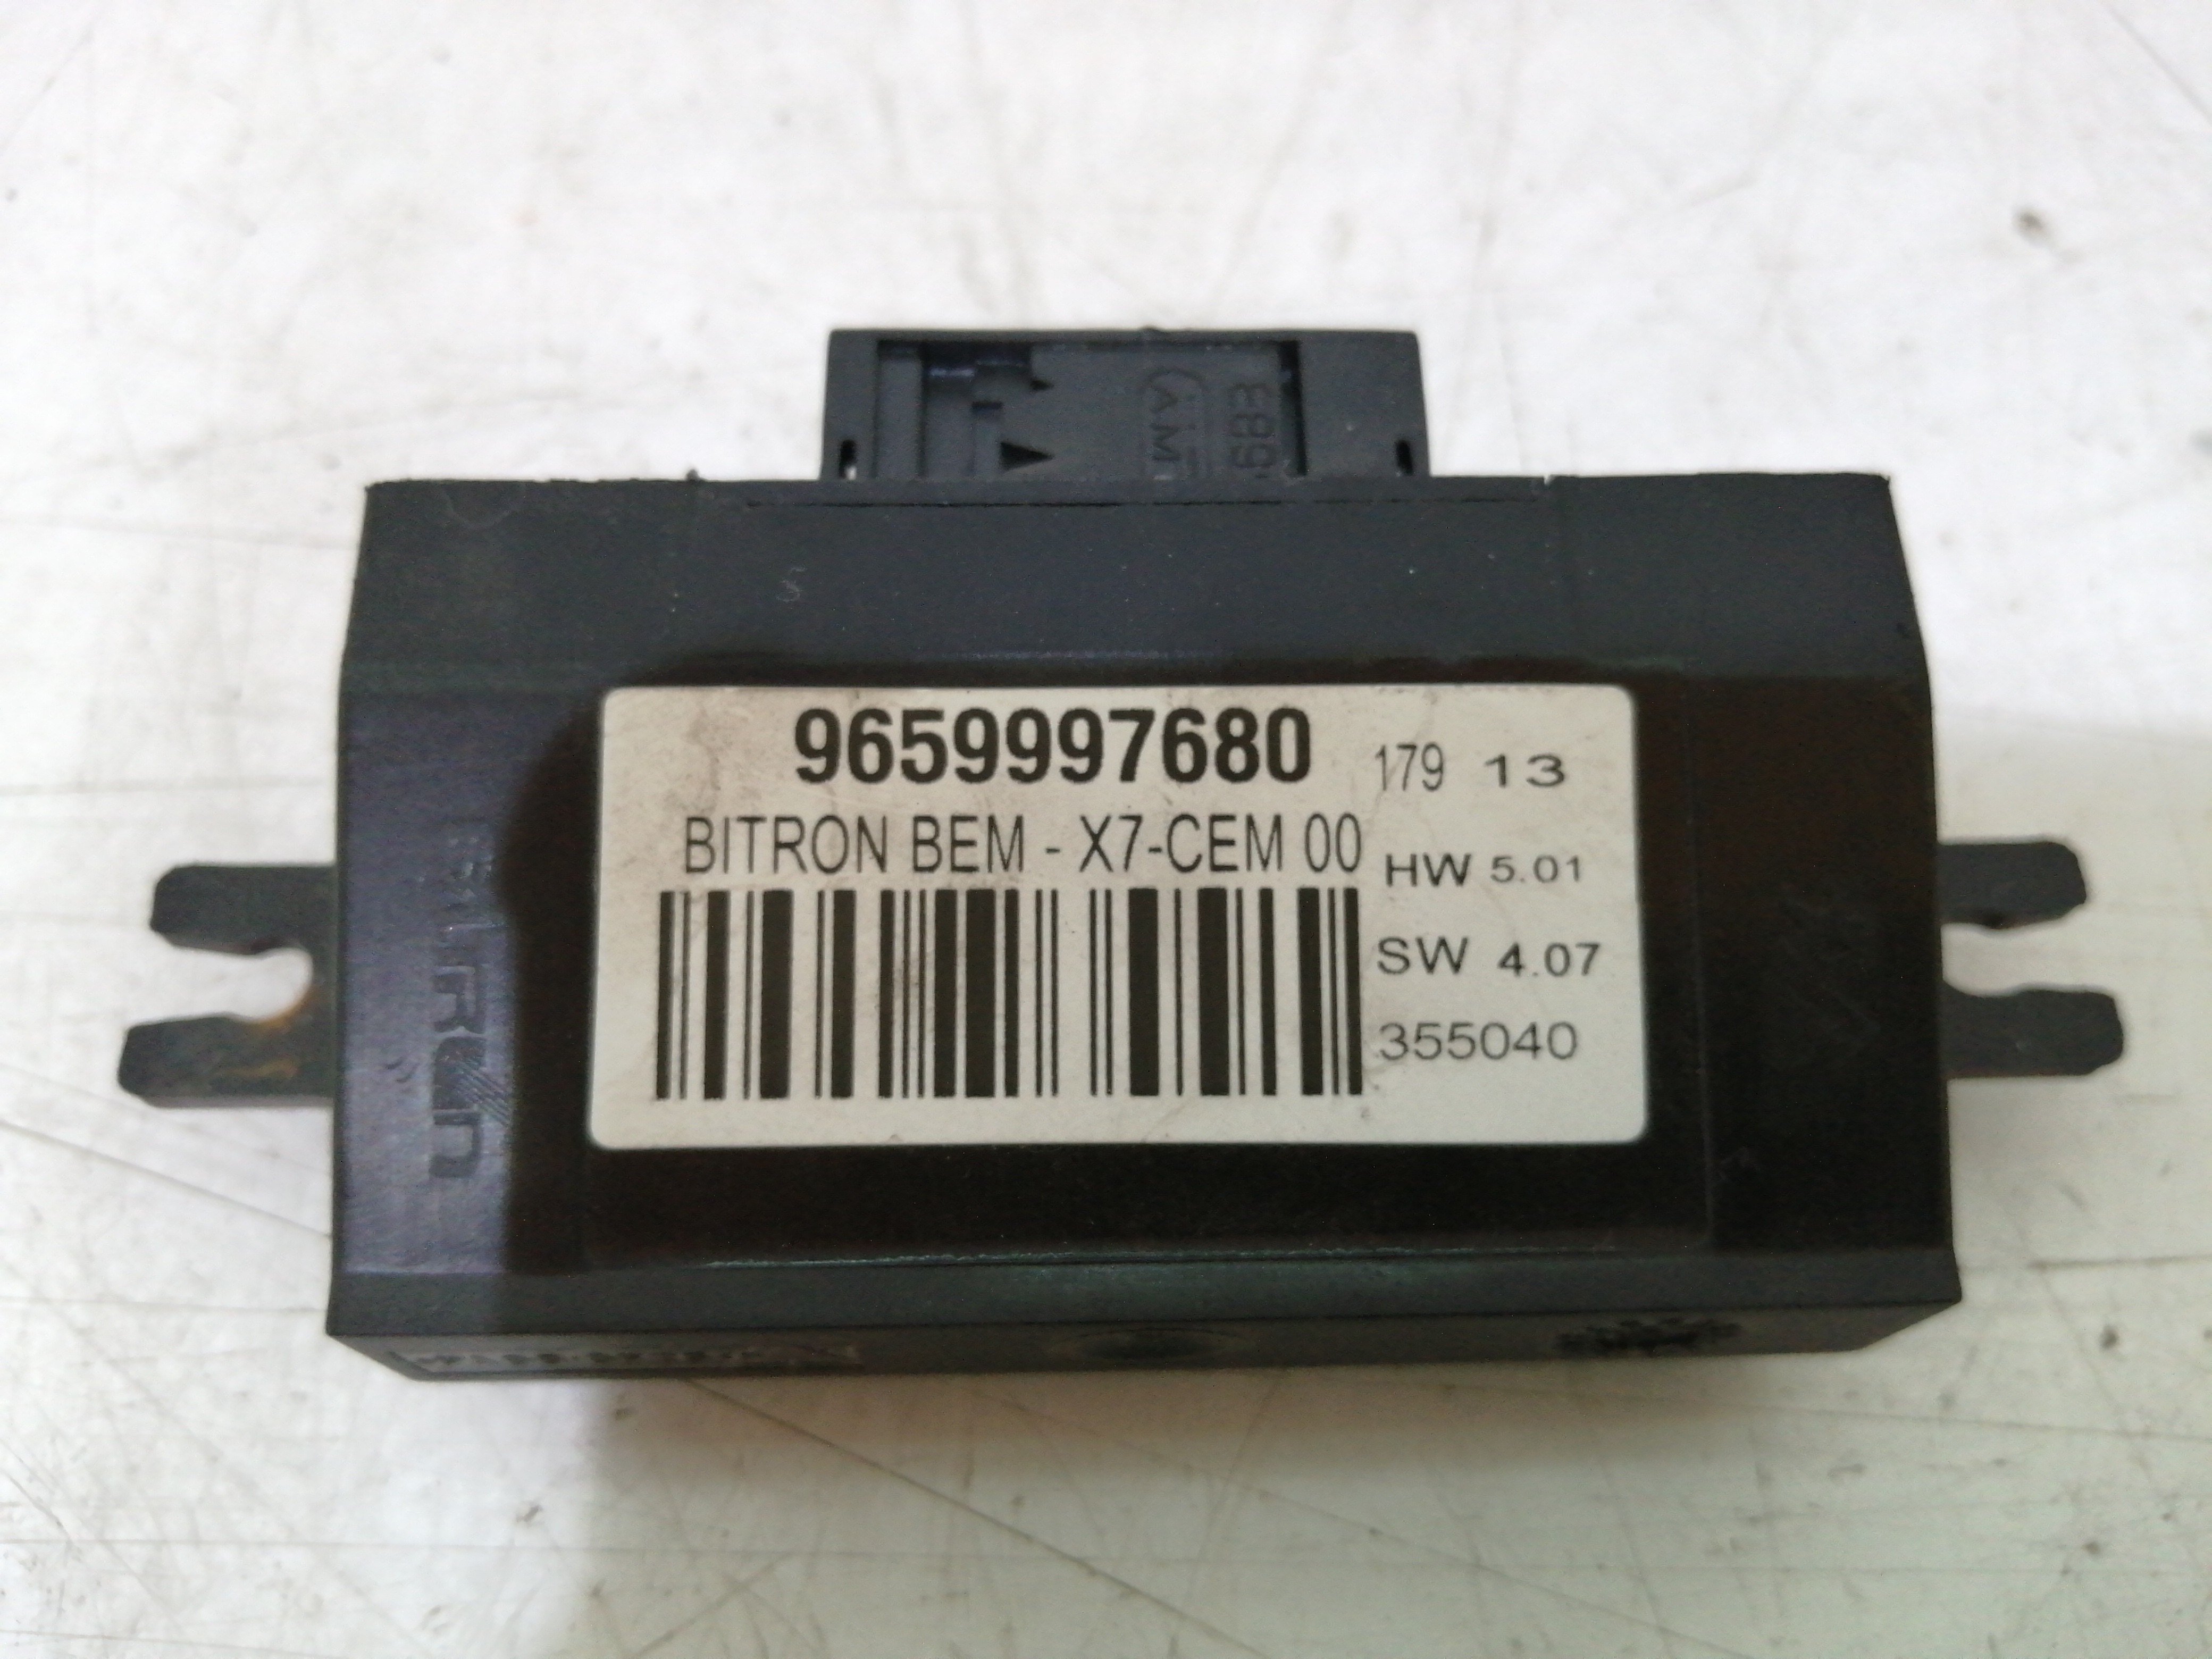 9659997680
179 13
BITRON BEM - X7-CEM 00
HW 5.01
SW 4.07
355040